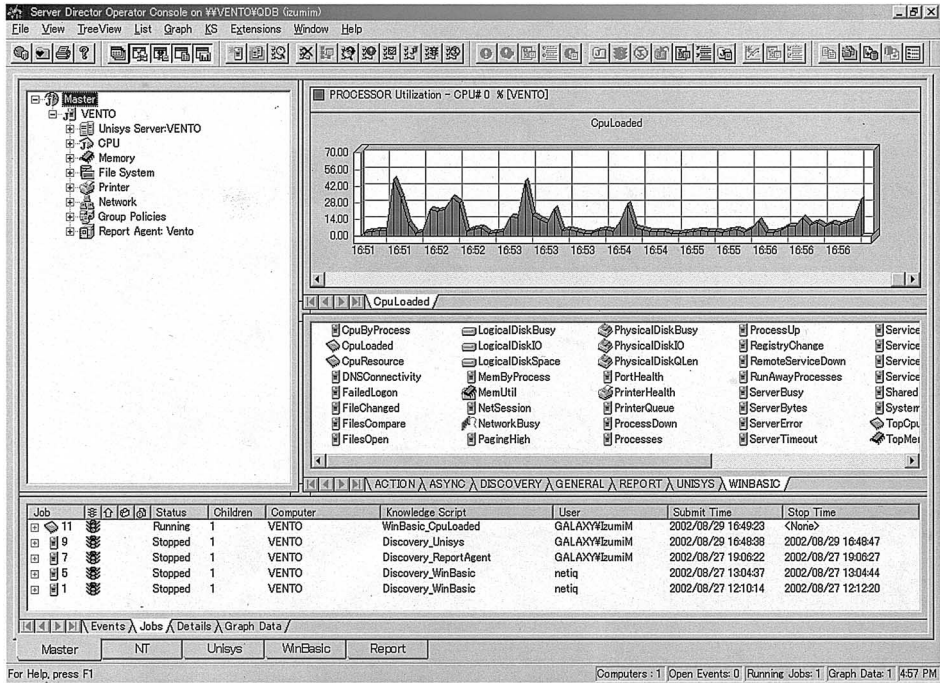 Server Director Operator Console on ¥¥VENTO¥QDB (izumim)
File View TreeView List Graph KS Extensions Window Help
Master
VENTO
Unisys Server:VENTO
CPU
Memory
File System
Printer
Network
Group Policies
Report Agent: Vento
PROCESSOR Utilization - CPU# 0 % [VENTO]
CpuLoaded
70.00
56.00
42.00
28.00
14.00
0.00
16:51 16:51 16:52 16:52 16:53 16:53 16:53 16:54 16:54 16:55 16:55 16:56 16:56 16:56
CpuLoaded
CpuByProcess LogicalDiskBusy PhysicalDiskBusy ProcessUp Service
CpuLoaded LogicalDiskIO PhysicalDiskIO RegistryChange Service
CpuResource LogicalDiskSpace PhysicalDiskQLen RemoteServiceDown Service
DNSConnectivity MemByProcess PortHealth RunAwayProcesses Service
FailedLogon MemUtil PrinterHealth ServerBusy Shared
FileChanged NetSession PrinterQueue ServerBytes System
FilesCompare NetworkBusy ProcessDown ServerError TopCpu
FilesOpen PagingHigh Processes ServerTimeout TopMe
ACTION ASYNC DISCOVERY GENERAL REPORT UNISYS WINBASIC
Job Status Children Computer Knowledge Script User Submit Time Stop Time
11 Running 1 VENTO WinBasic_CpuLoaded GALAXY¥IzumiM 2002/08/29 16:49:23 <None>
9 Stopped 1 VENTO Discovery_Unisys GALAXY¥IzumiM 2002/08/29 16:48:38 2002/08/29 16:48:47
7 Stopped 1 VENTO Discovery_ReportAgent GALAXY¥IzumiM 2002/08/27 19:06:22 2002/08/27 19:06:27
5 Stopped 1 VENTO Discovery_WinBasic netiq 2002/08/27 13:04:37 2002/08/27 13:04:44
1 Stopped 1 VENTO Discovery_WinBasic netiq 2002/08/27 12:10:14 2002/08/27 12:12:20
Events Jobs Details Graph Data
Master NT Unisys WinBasic Report
For Help, press F1 Computers : 1 Open Events: 0 Running Jobs: 1 Graph Data: 1 4:57 PM